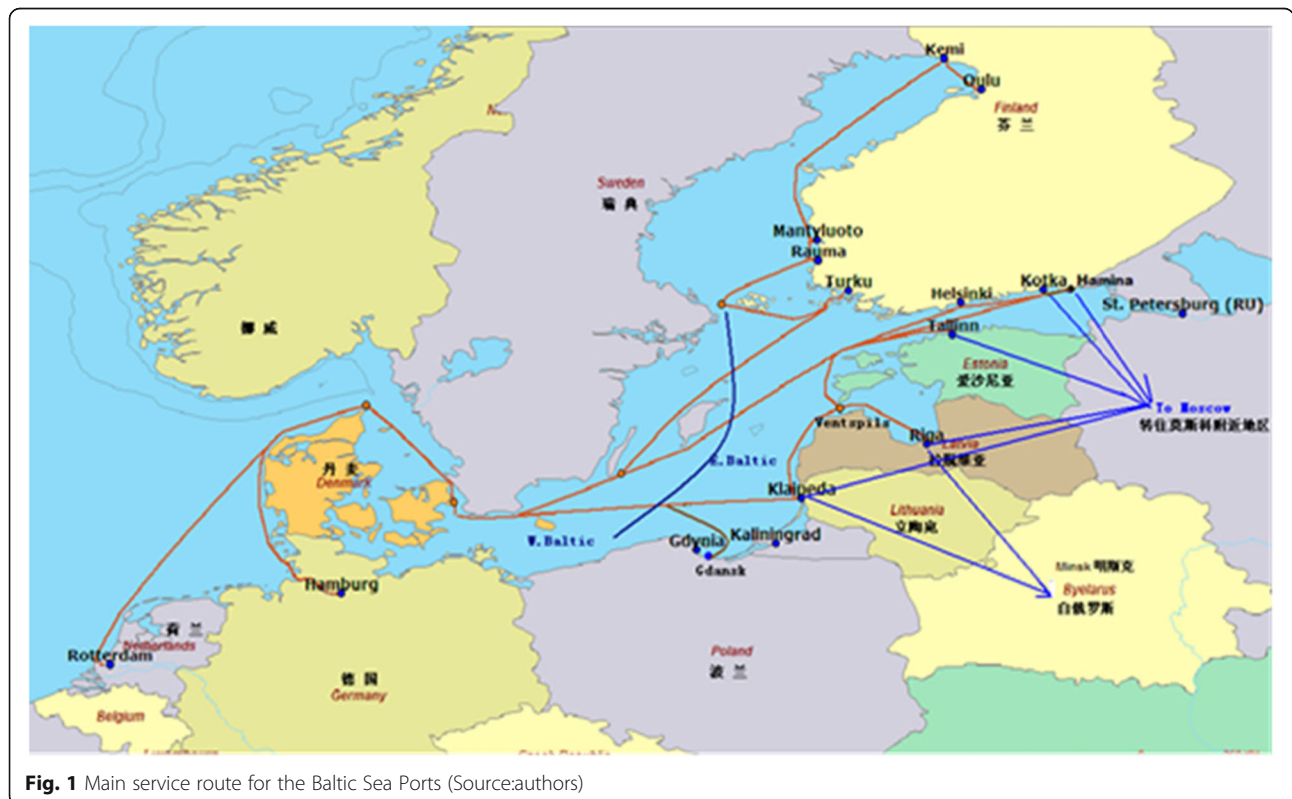 Kemi
Oulu
Finland
芬 兰
Sweden
瑞 典
Mantyluoto
Rauma
Turku
Helsinki
Kotka
Hamina
St. Petersburg (RU)
挪 威
Tallinn
Estonia
爱沙尼亚
To Moscow
转往莫斯科附近地区
Ventspils
Riga
Latvia
丹 麦
Denmark
E.Baltic
Klaipeda
Lithuania
立陶宛
W.Baltic
Gdynia
Kaliningrad
Gdansk
Minsk 明斯克
Byelarus
白俄罗斯
Hamburg
荷 兰
Netherlands
Rotterdam
Poland
波 兰
德 国
Germany
Belgium
Fig. 1 Main service route for the Baltic Sea Ports (Source:authors)